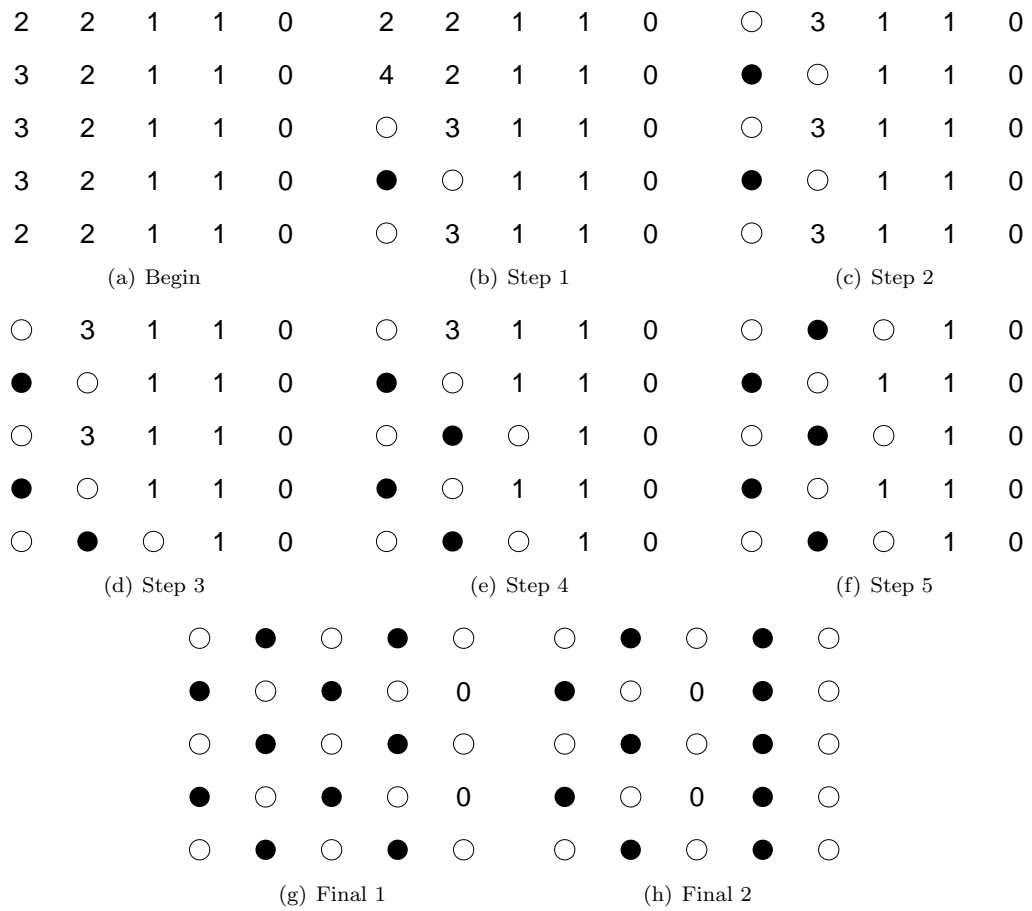 2 2 1 1 0 2 2 1 1 0 ○ 3 1 1 0
3 2 1 1 0 4 2 1 1 0 ● ○ 1 1 0
3 2 1 1 0 ○ 3 1 1 0 ○ 3 1 1 0
3 2 1 1 0 ● ○ 1 1 0 ● ○ 1 1 0
2 2 1 1 0 ○ 3 1 1 0 ○ 3 1 1 0
(a) Begin (b) Step 1 (c) Step 2
○ 3 1 1 0 ○ 3 1 1 0 ○ ● ○ 1 0
● ○ 1 1 0 ● ○ 1 1 0 ● ○ 1 1 0
○ 3 1 1 0 ○ ● ○ 1 0 ○ ● ○ 1 0
● ○ 1 1 0 ● ○ 1 1 0 ● ○ 1 1 0
○ ● ○ 1 0 ○ ● ○ 1 0 ○ ● ○ 1 0
(d) Step 3 (e) Step 4 (f) Step 5
○ ● ○ ● ○ ○ ● ○ ● ○
● ○ ● ○ 0 ● ○ 0 ● ○
○ ● ○ ● ○ ○ ● ○ ● ○
● ○ ● ○ 0 ● ○ 0 ● ○
○ ● ○ ● ○ ○ ● ○ ● ○
(g) Final 1 (h) Final 2